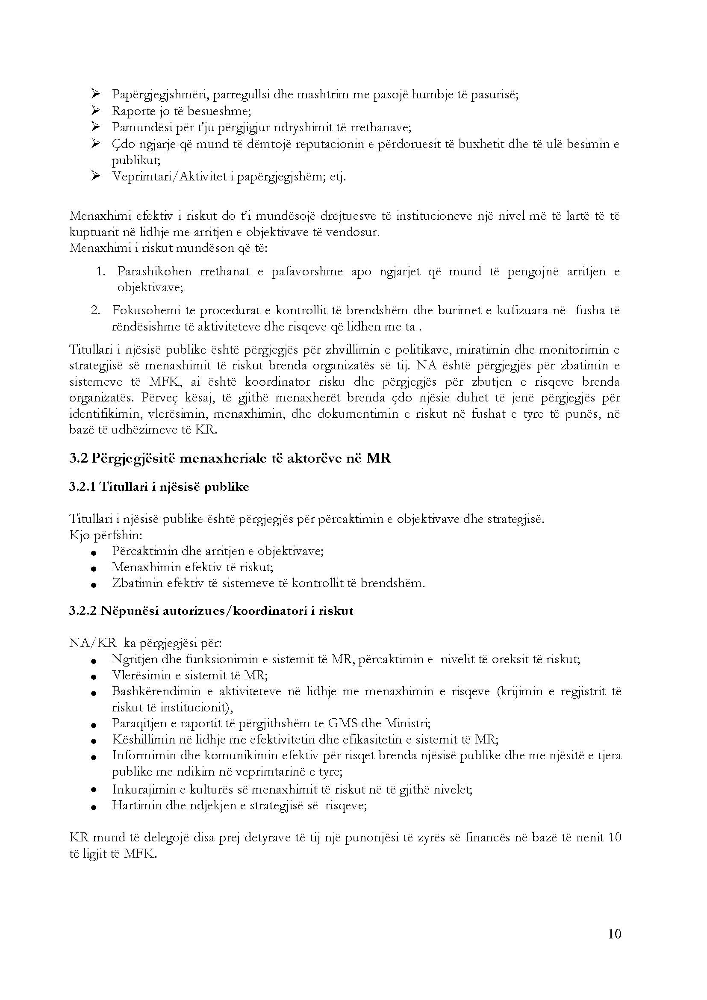 ➢ Papërgjegjshmëri, parregullsi dhe mashtrim me pasojë humbje të pasurisë;
➢ Raporte jo të besueshme;
➢ Pamundësi për t'ju përgjigjur ndryshimit të rrethanave;
➢ Çdo ngjarje që mund të dëmtojë reputacionin e përdoruesit të buxhetit dhe të ulë besimin e
publikut;
➢ Veprimtari/Aktivitet i papërgjegjshëm; etj.
Menaxhimi efektiv i riskut do t’i mundësojë drejtuesve të institucioneve një nivel më të lartë të të
kuptuarit në lidhje me arritjen e objektivave të vendosur.
Menaxhimi i riskut mundëson që të:
1. Parashikohen rrethanat e pafavorshme apo ngjarjet që mund të pengojnë arritjen e
objektivave;
2. Fokusohemi te procedurat e kontrollit të brendshëm dhe burimet e kufizuara në fusha të
rëndësishme të aktiviteteve dhe risqeve që lidhen me ta .
Titullari i njësisë publike është përgjegjës për zhvillimin e politikave, miratimin dhe monitorimin e
strategjisë së menaxhimit të riskut brenda organizatës së tij. NA është përgjegjës për zbatimin e
sistemeve të MFK, ai është koordinator risku dhe përgjegjës për zbutjen e risqeve brenda
organizatës. Përveç kësaj, të gjithë menaxherët brenda çdo njësie duhet të jenë përgjegjës për
identifikimin, vlerësimin, menaxhimin, dhe dokumentimin e riskut në fushat e tyre të punës, në
bazë të udhëzimeve të KR.
3.2 Përgjegjësitë menaxheriale të aktorëve në MR
3.2.1 Titullari i njësisë publike
Titullari i njësisë publike është përgjegjës për përcaktimin e objektivave dhe strategjisë.
Kjo përfshin:
● Përcaktimin dhe arritjen e objektivave;
● Menaxhimin efektiv të riskut;
● Zbatimin efektiv të sistemeve të kontrollit të brendshëm.
3.2.2 Nëpunësi autorizues/koordinatori i riskut
NA/KR ka përgjegjësi për:
● Ngritjen dhe funksionimin e sistemit të MR, përcaktimin e nivelit të oreksit të riskut;
● Vlerësimin e sistemit të MR;
● Bashkërendimin e aktiviteteve në lidhje me menaxhimin e risqeve (krijimin e regjistrit të
riskut të institucionit),
● Paraqitjen e raportit të përgjithshëm te GMS dhe Ministri;
● Këshillimin në lidhje me efektivitetin dhe efikasitetin e sistemit të MR;
● Informimin dhe komunikimin efektiv për risqet brenda njësisë publike dhe me njësitë e tjera
publike me ndikim në veprimtarinë e tyre;
● Inkurajimin e kulturës së menaxhimit të riskut në të gjithë nivelet;
● Hartimin dhe ndjekjen e strategjisë së risqeve;
KR mund të delegojë disa prej detyrave të tij një punonjësi të zyrës së financës në bazë të nenit 10
të ligjit të MFK.
10